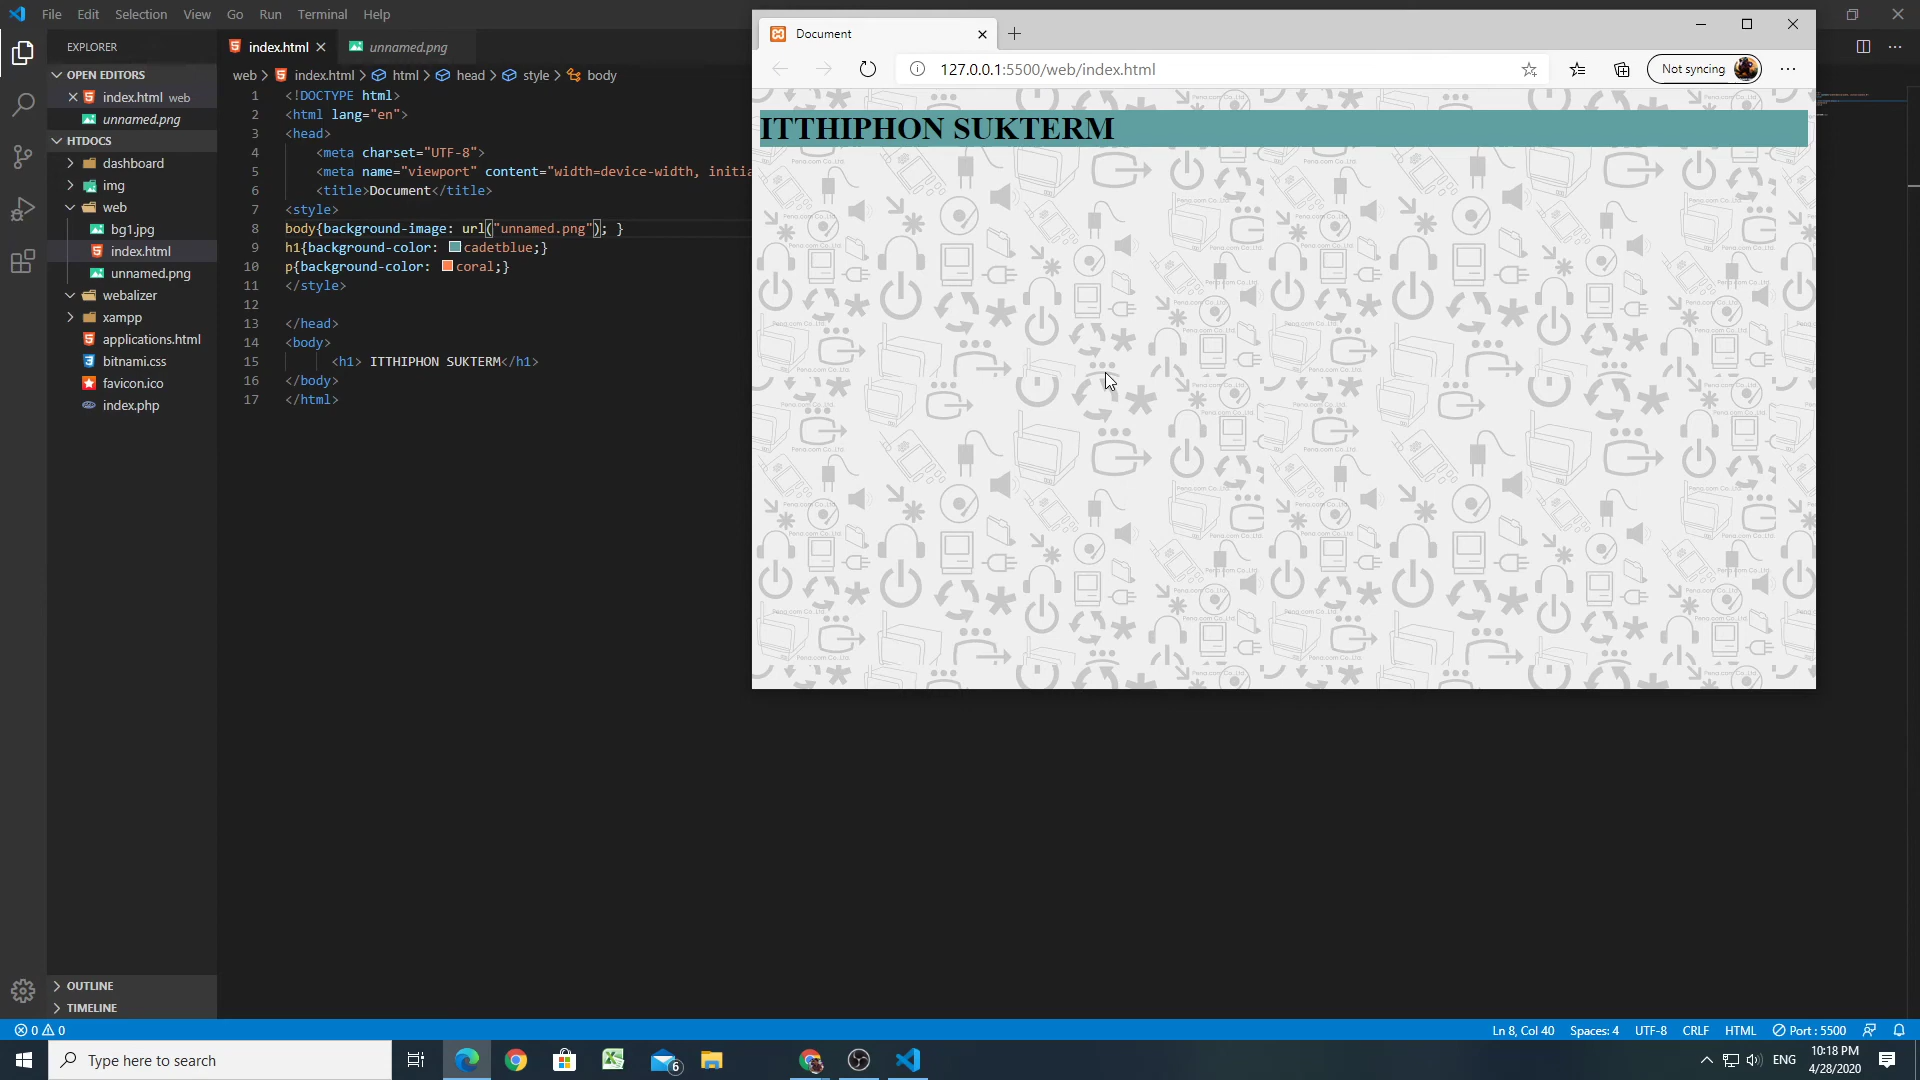 File Edit Selection View Go Run Terminal Help
EXPLORER
OPEN EDITORS
index.html web
unnamed.png
HTDOCS
dashboard
img
web
bg1.jpg
index.html
unnamed.png
webalizer
xampp
applications.html
bitnami.css
favicon.ico
index.php
OUTLINE
TIMELINE
index.html
unnamed.png
web > index.html > html > head > style > body
1 <!DOCTYPE html>
2 <html lang="en">
3 <head>
4 <meta charset="UTF-8">
5 <meta name="viewport" content="width=device-width, initia
6 <title>Document</title>
7 <style>
8 body{background-image: url("unnamed.png"); }
9 h1{background-color: cadetblue;}
10 p{background-color: coral;}
11 </style>
12
13 </head>
14 <body>
15 <h1> ITTHIPHON SUKTERM</h1>
16 </body>
17 </html>
Document
127.0.0.1:5500/web/index.html
Not syncing
ITTHIPHON SUKTERM
Pena.com Co.,Ltd.
0 0
Ln 8, Col 40 Spaces: 4 UTF-8 CRLF HTML Port : 5500
Type here to search
6
ENG
10:18 PM
4/28/2020